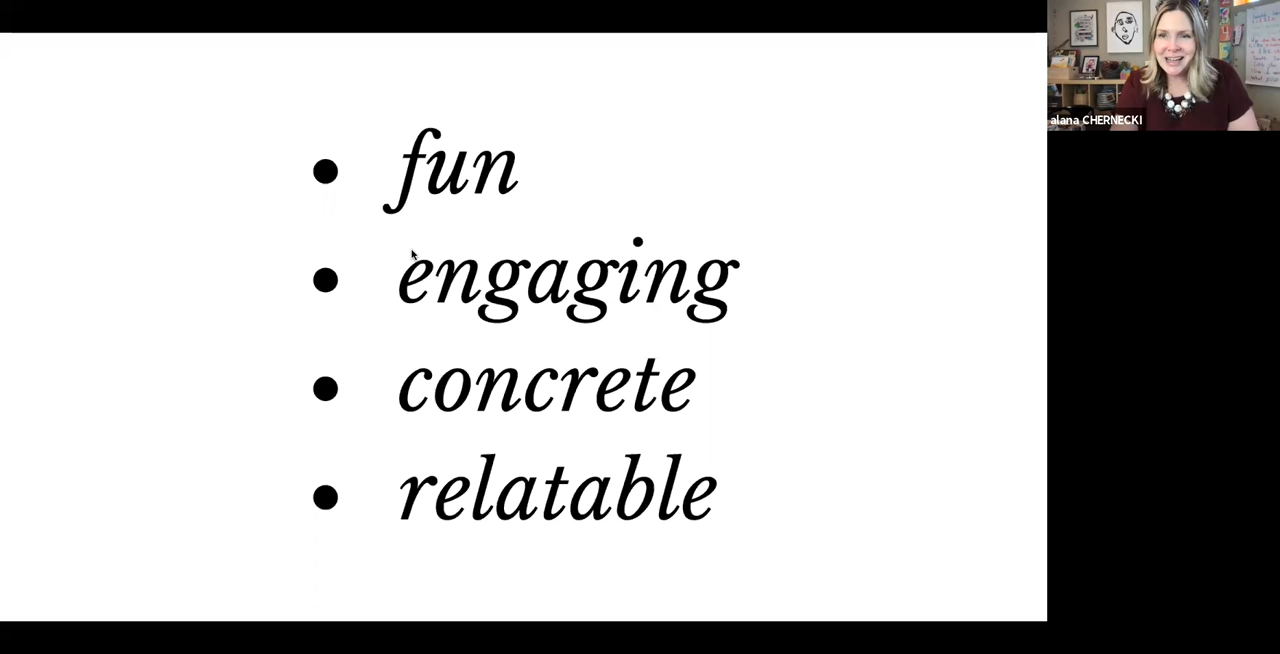 fun
engaging
concrete
relatable
alana CHERNECKI